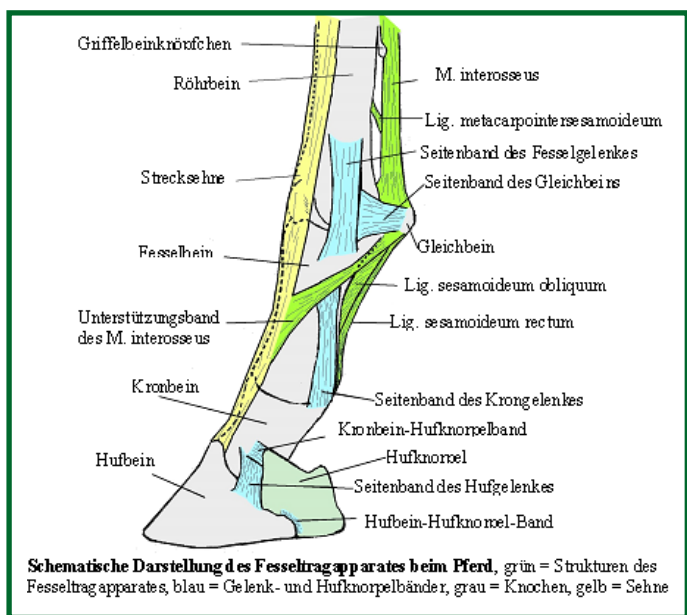 Griffelbeinknöpfchen
Röhrbein
M. interosseus
Lig. metacarpointersesamoideum
Seitenband des Fesselgelenkes
Strecksehne
Seitenband des Gleichbeins
Gleichbein
Fesselbein
Lig. sesamoideum obliquum
Unterstützungsband
des M. interosseus
Lig. sesamoideum rectum
Kronbein
Seitenband des Krongelenkes
Kronbein-Hufknorpelband
Hufknorpel
Hufbein
Seitenband des Hufgelenkes
Hufbein-Hufknorpel-Band
Schematische Darstellung des Fesseltragapparates beim Pferd, grün = Strukturen des
Fesseltragapparates, blau = Gelenk- und Hufknorpelbänder, grau = Knochen, gelb = Sehne